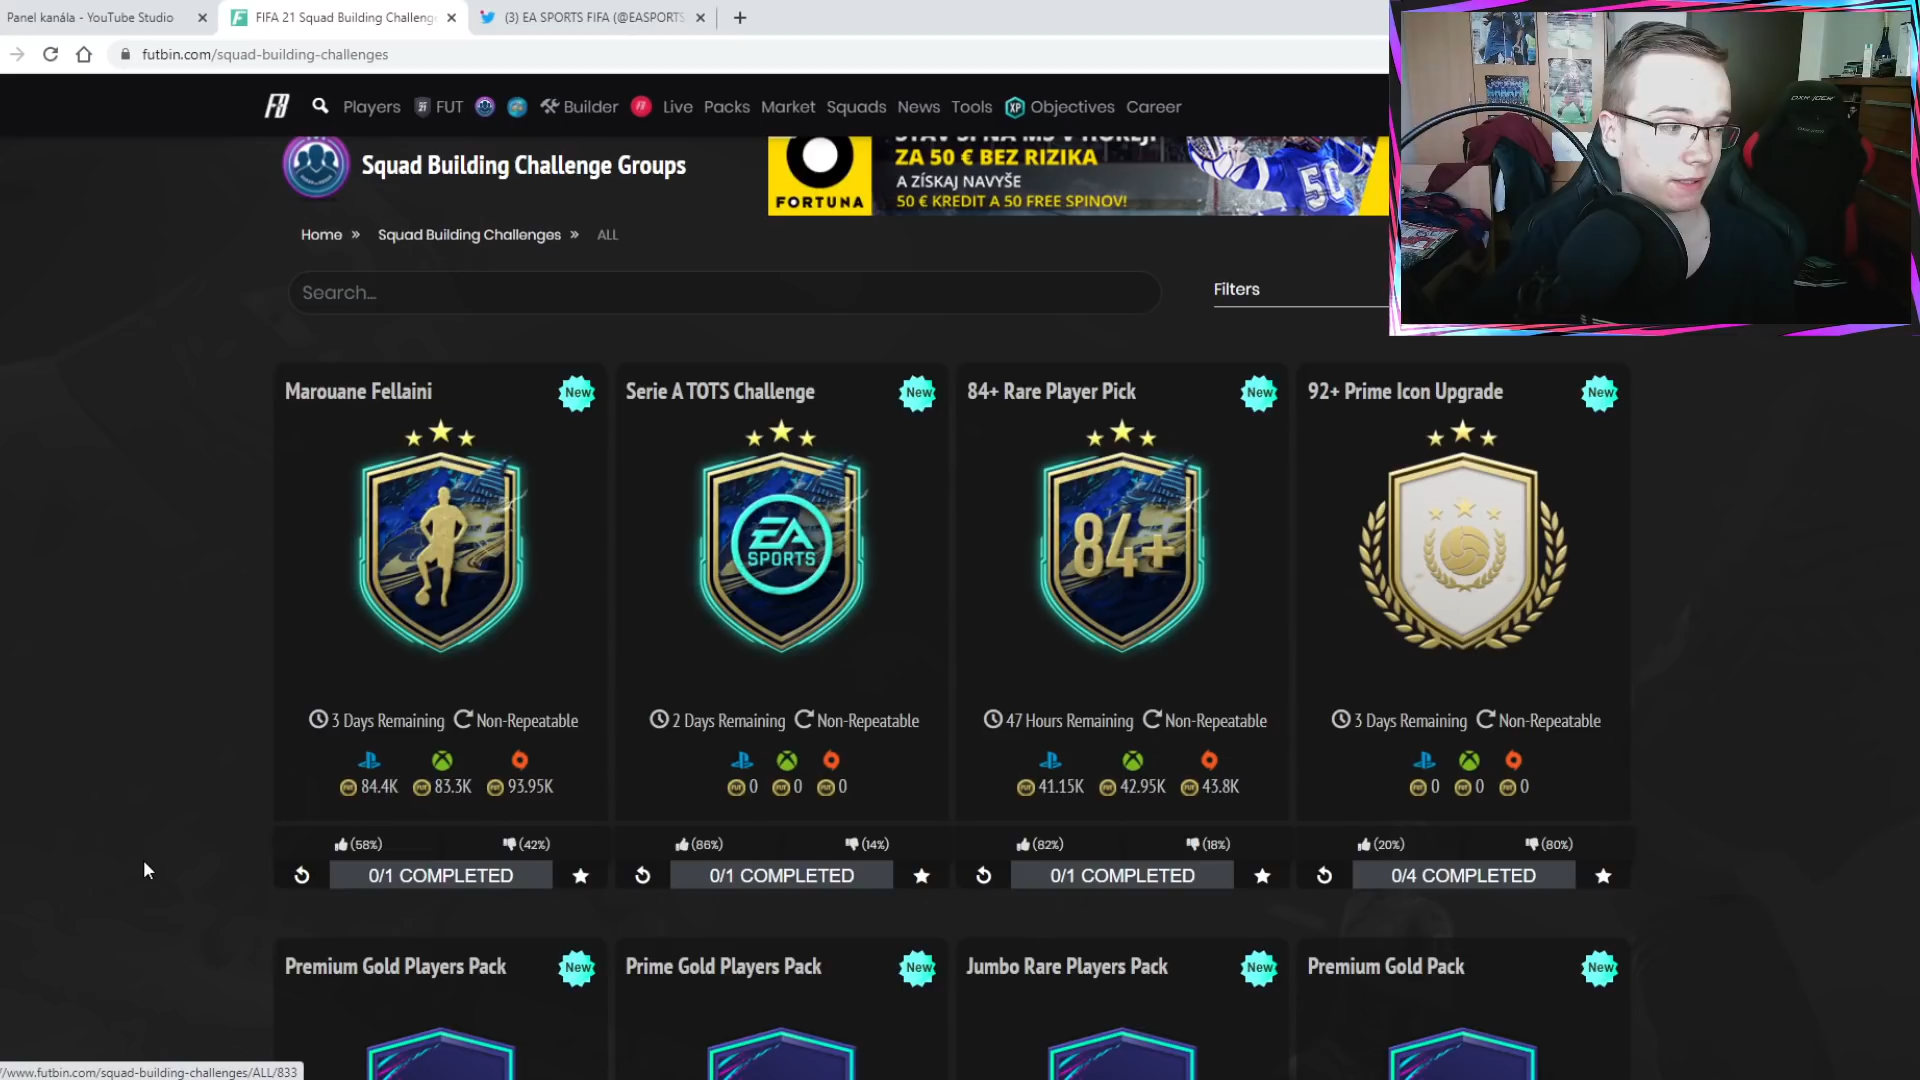 Panel kanála - YouTube Studio
FIFA 21 Squad Building Challeng
(3) EA SPORTS FIFA (@EASPORTS
futbin.com/squad-building-challenges
FB
Players
FUT
Builder
Live
Packs
Market
Squads
News
Tools
XP
Objectives
Career
Squad Building Challenge Groups
FORTUNA
ZA 50 € BEZ RIZIKA
A ZÍSKAJ NAVYŠE
50 € KREDIT A 50 FREE SPINOV!
50
Home » Squad Building Challenges » ALL
Search...
Filters
Marouane Fellaini
New
Serie A TOTS Challenge
New
84+ Rare Player Pick
New
92+ Prime Icon Upgrade
New
EA
SPORTS
84+
3 Days Remaining Non-Repeatable
2 Days Remaining Non-Repeatable
47 Hours Remaining Non-Repeatable
3 Days Remaining Non-Repeatable
84.4K 83.3K 93.95K
0 0 0
41.15K 42.95K 43.8K
0 0 0
(58%) (42%)
(86%) (14%)
(82%) (18%)
(20%) (80%)
0/1 COMPLETED
0/1 COMPLETED
0/1 COMPLETED
0/4 COMPLETED
Premium Gold Players Pack
New
Prime Gold Players Pack
New
Jumbo Rare Players Pack
New
Premium Gold Pack
New
/www.futbin.com/squad-building-challenges/ALL/833